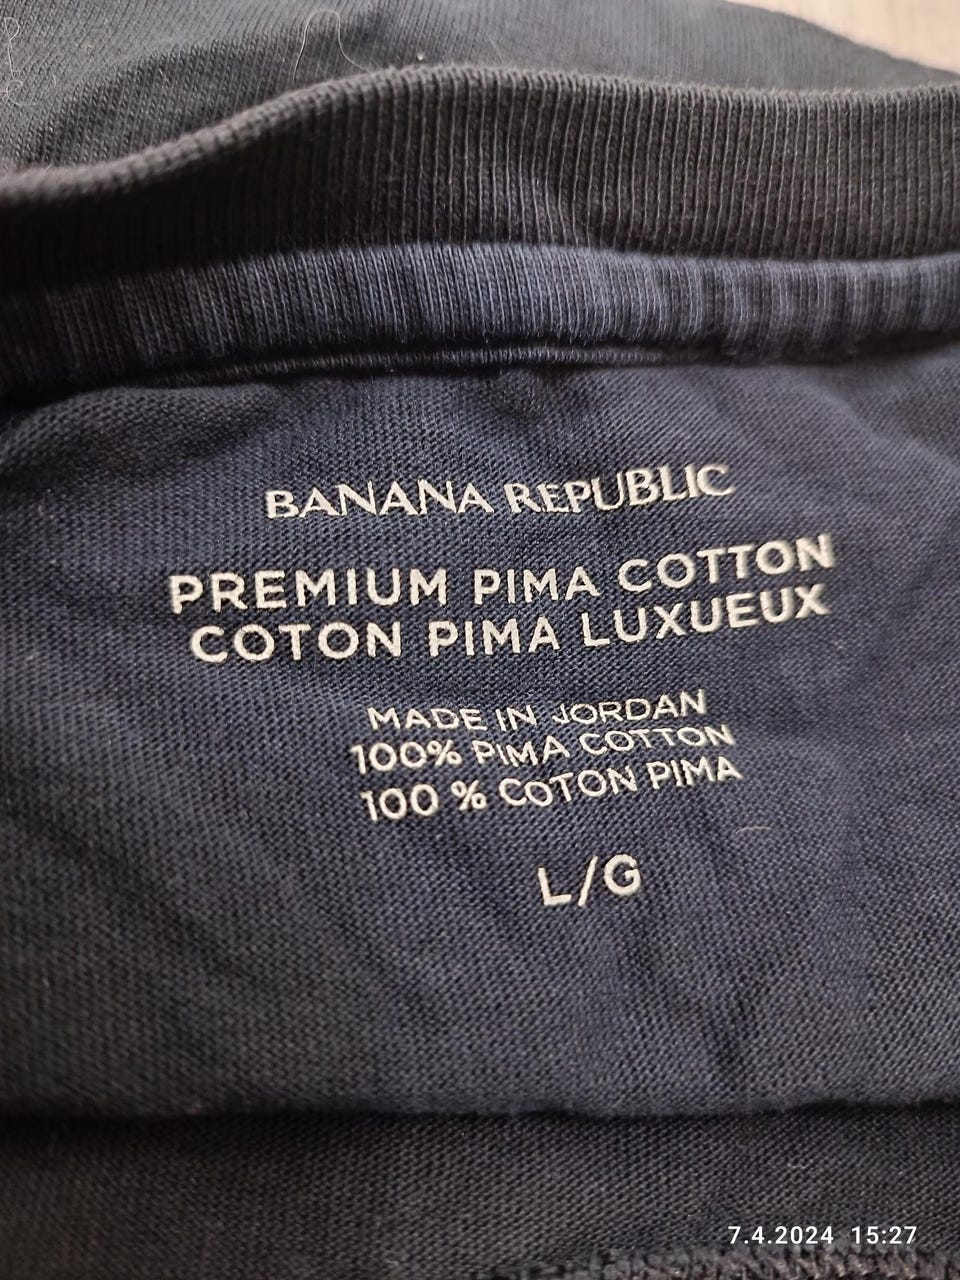 BANANA REPUBLIC
PREMIUM PIMA COTTON
COTON PIMA LUXUEUX
MADE IN JORDAN
100% PIMA COTTON
100 % COTON PIMA
L/G
7.4.2024 15:27